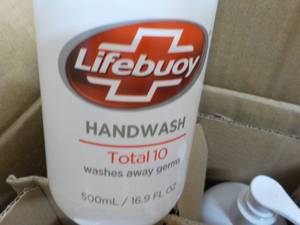 Lifebuoy
HANDWASH
Total 10
washes away germs
500mL / 16.9 FL OZ